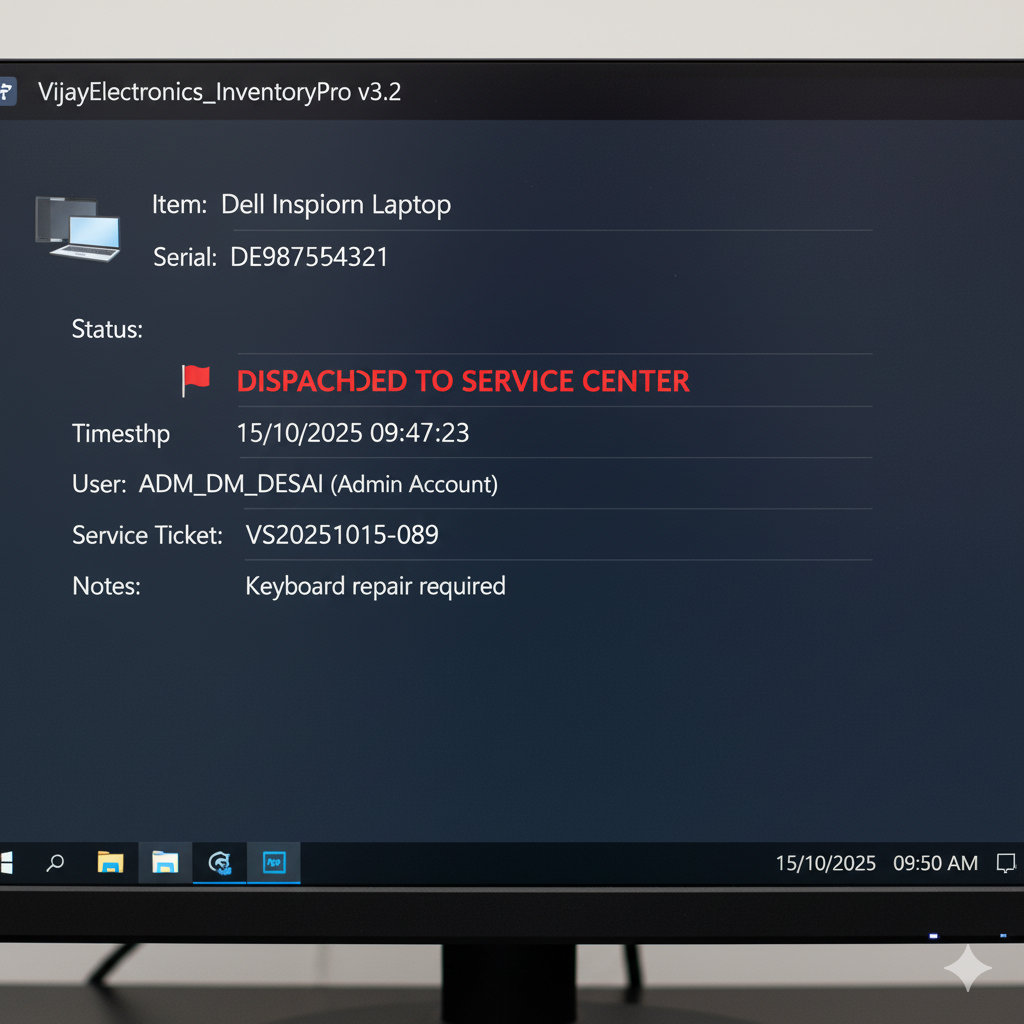 VijayElectronics_InventoryPro v3.2
Item: Dell Inspiorn Laptop
Serial: DE987554321
Status:
TO SERVICE CENTER
Timesthp 15/10/2025 09:47:23
User: ADM_DM_DESAI (Admin Account)
Service Ticket: VS20251015-089
Notes: Keyboard repair required
15/10/2025 09:50 AM